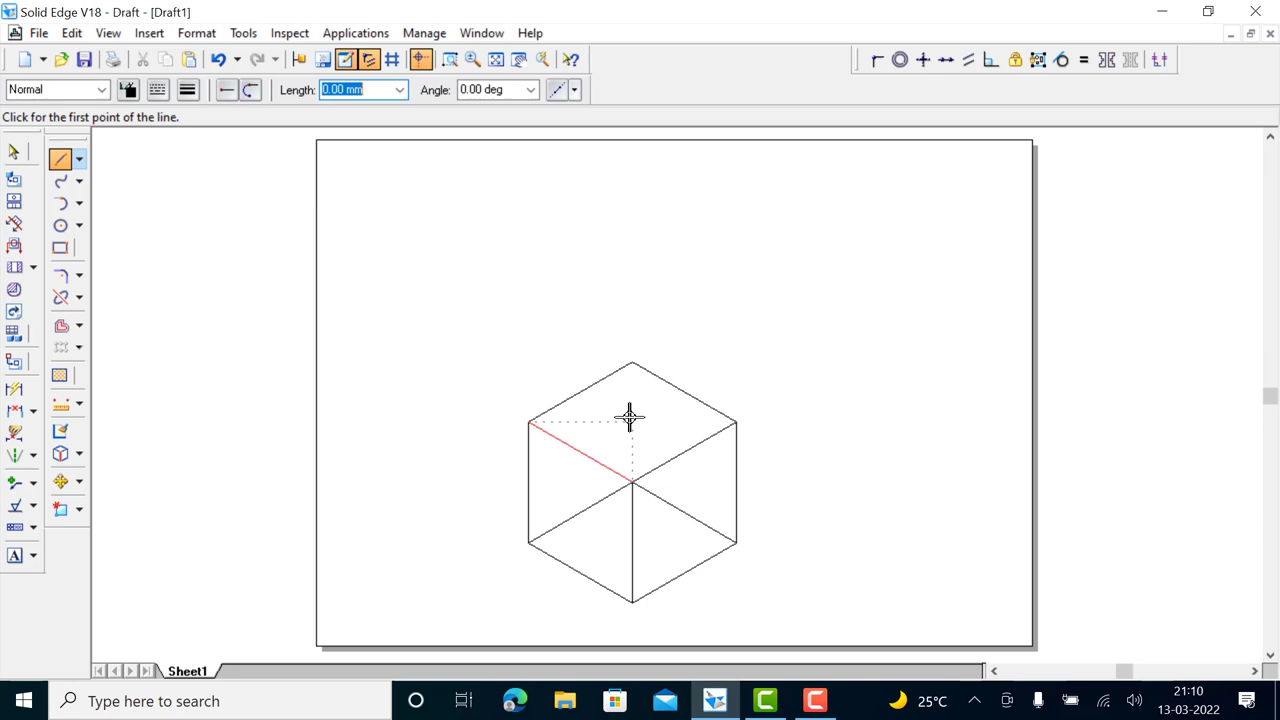 Solid Edge V18 - Draft - [Draft1]
File Edit View Insert Format Tools Inspect Applications Manage Window Help
Normal Length: 0.00 mm Angle: 0.00 deg
Click for the first point of the line.
A
Sheet1
Type here to search
25°C
21:10
13-03-2022